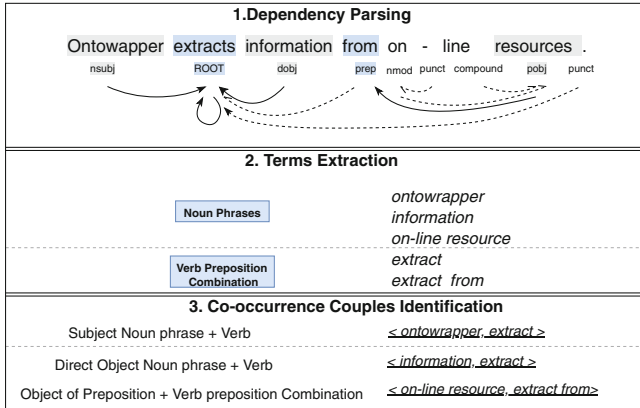 1.Dependency Parsing
Ontowapper extracts information from on - line resources .
nsubj ROOT dobj prep nmod punct compound pobj punct
2. Terms Extraction
Noun Phrases
ontowrapper
information
on-line resource
Verb Preposition
Combination
extract
extract from
3. Co-occurrence Couples Identification
Subject Noun phrase + Verb < ontowrapper, extract >
Direct Object Noun phrase + Verb < information, extract >
Object of Preposition + Verb preposition Combination < on-line resource, extract from>